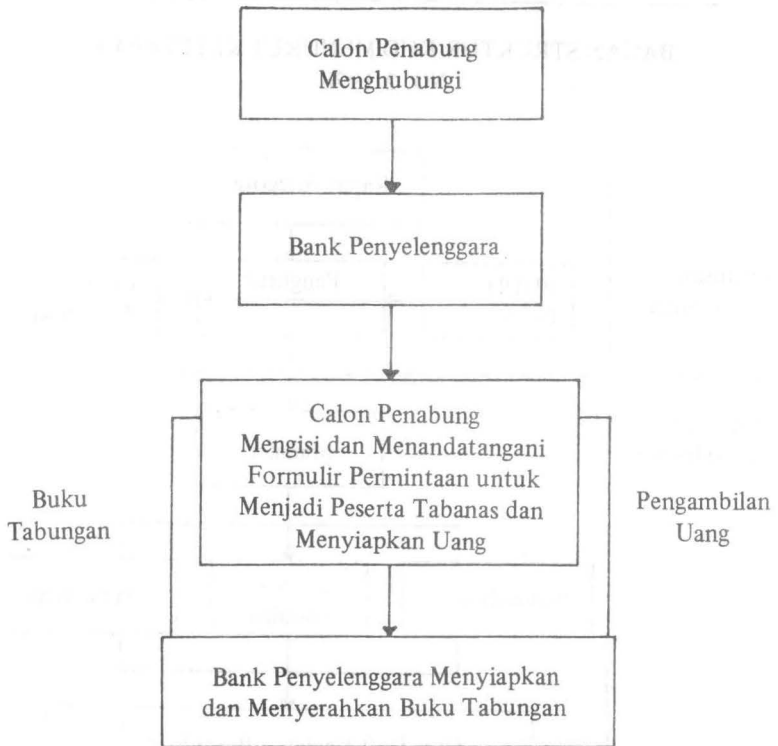 Calon Penabung
Menghubungi
Bank Penyelenggara
Calon Penabung
Mengisi dan Menandatangani
Formulir Permintaan untuk
Menjadi Peserta Tabanas dan
Menyiapkan Uang
Buku
Tabungan
Pengambilan
Uang
Bank Penyelenggara Menyiapkan
dan Menyerahkan Buku Tabungan